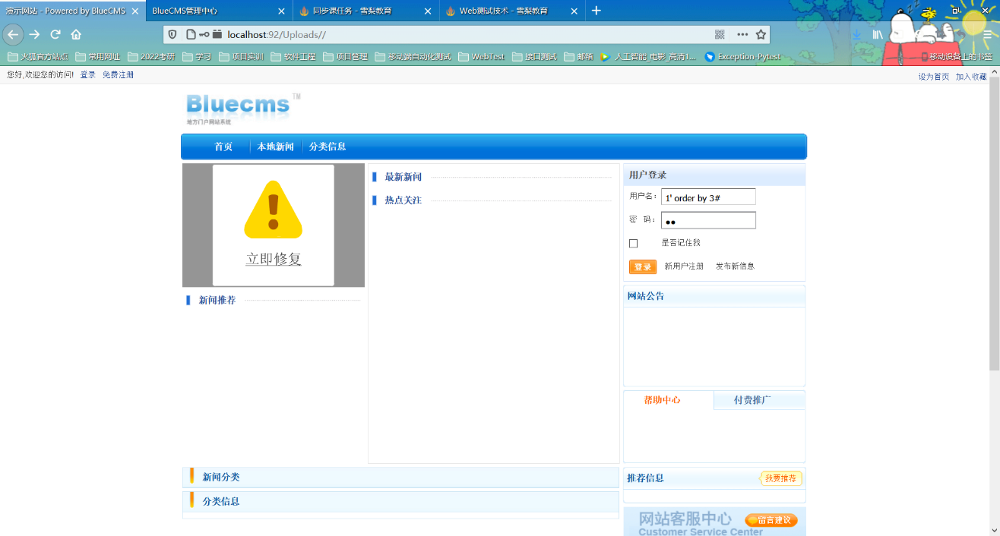 演示网站 - Powered by BlueCMS
BlueCMS管理中心
同步课任务 - 雪梨教育
Web测试技术 - 雪梨教育
localhost:92/Uploads//
火狐官方站点 常用网址 2022考研 学习 项目实训 软件工程 项目管理 移动端自动化测试 WebTest 接口测试 邮箱 人工智能_电影_高清1... Exception-Pytest 移动设备上的书签
您好,欢迎您的访问! 登录 免费注册 设为首页 加入收藏
Bluecms TM
地方门户网站系统
首页 本地新闻 分类信息
立即修复
新闻推荐
最新新闻
热点关注
用户登录
用户名: 1' order by 3#
密 码: ●●
是否记住我
登录 新用户注册 发布新信息
网站公告
帮助中心 付费推广
新闻分类
分类信息
推荐信息 我要推荐
网站客服中心 留言建议
Customer Service Center